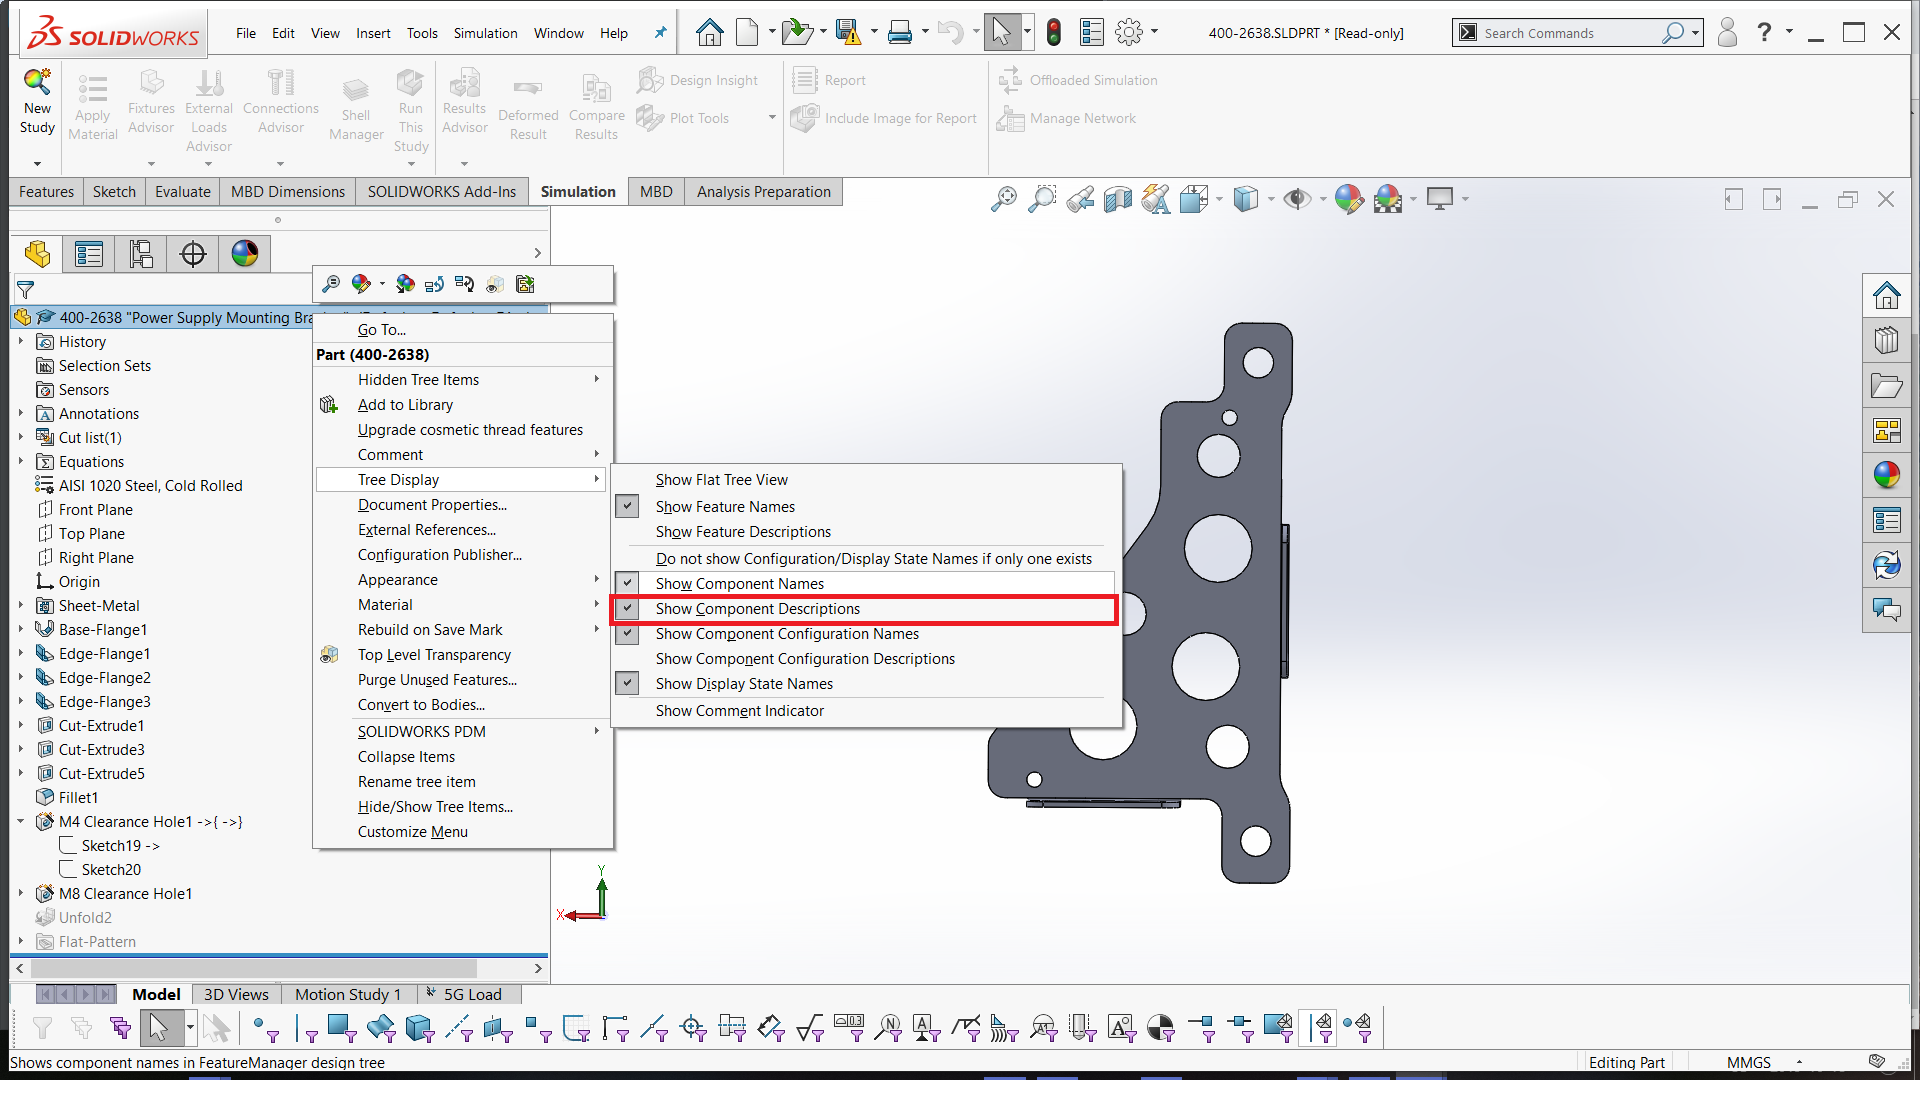 SOLIDWORKS
File Edit View Insert Tools Simulation Window Help
400-2638.SLDPRT * [Read-only]
Search Commands
?
New Study
Apply Material
Fixtures Advisor
External Loads Advisor
Connections Advisor
Shell Manager
Run This Study
Results Advisor
Deformed Result
Compare Results
Design Insight
Plot Tools
Report
Include Image for Report
Offloaded Simulation
Manage Network
Features Sketch Evaluate MBD Dimensions SOLIDWORKS Add-Ins Simulation MBD Analysis Preparation
400-2638 "Power Supply Mounting Bra
History
Selection Sets
Sensors
Annotations
Cut list(1)
Equations
AISI 1020 Steel, Cold Rolled
Front Plane
Top Plane
Right Plane
Origin
Sheet-Metal
Base-Flange1
Edge-Flange1
Edge-Flange2
Edge-Flange3
Cut-Extrude1
Cut-Extrude3
Cut-Extrude5
Fillet1
M4 Clearance Hole1 ->{ ->}
Sketch19 ->
Sketch20
M8 Clearance Hole1
Unfold2
Flat-Pattern
Go To...
Part (400-2638)
Hidden Tree Items
Add to Library
Upgrade cosmetic thread features
Comment
Tree Display
Document Properties...
External References...
Configuration Publisher...
Appearance
Material
Rebuild on Save Mark
Top Level Transparency
Purge Unused Features...
Convert to Bodies...
SOLIDWORKS PDM
Collapse Items
Rename tree item
Hide/Show Tree Items...
Customize Menu
Show Flat Tree View
Show Feature Names
Show Feature Descriptions
Do not show Configuration/Display State Names if only one exists
Show Component Names
Show Component Descriptions
Show Component Configuration Names
Show Component Configuration Descriptions
Show Display State Names
Show Comment Indicator
Y
X
Model 3D Views Motion Study 1 5G Load
Shows component names in FeatureManager design tree
Editing Part
MMGS